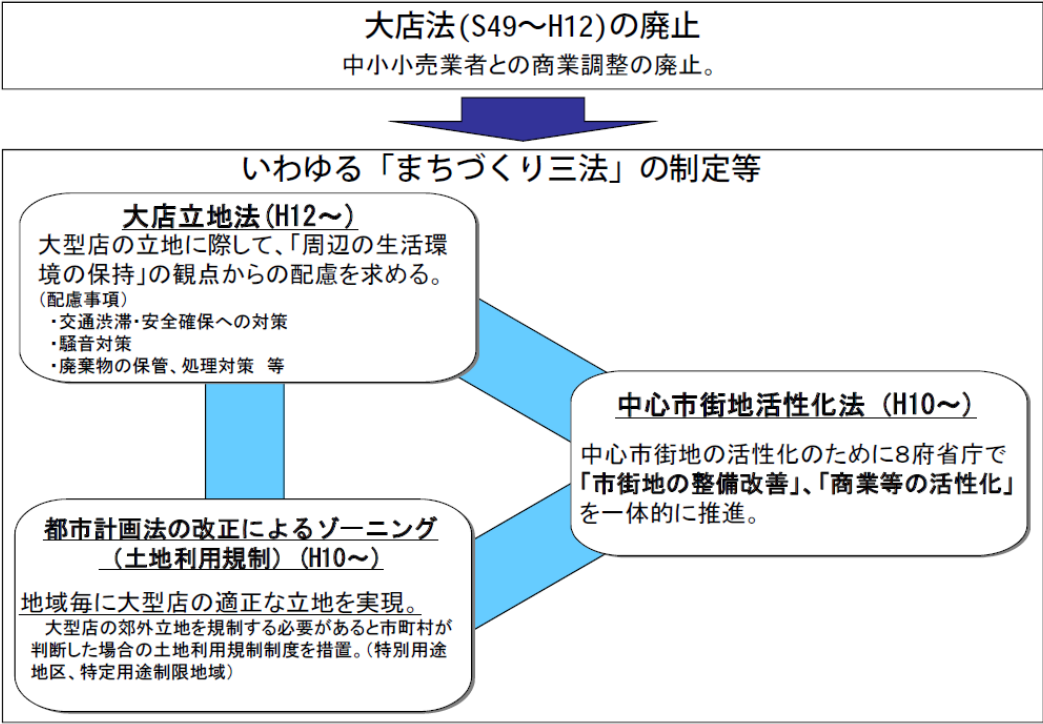 大店法(S49～H12)の廃止
中小小売業者との商業調整の廃止。
いわゆる「まちづくり三法」の制定等
大店立地法(H12～)
大型店の立地に際して、「周辺の生活環
境の保持」の観点からの配慮を求める。
(配慮事項)
・交通渋滞・安全確保への対策
・騒音対策
・廃棄物の保管、処理対策 等
中心市街地活性化法 (H10～)
中心市街地の活性化のために8府省庁で
「市街地の整備改善」、「商業等の活性化」
を一体的に推進。
都市計画法の改正によるゾーニング
(土地利用規制) (H10～)
地域毎に大型店の適正な立地を実現。
大型店の郊外立地を規制する必要があると市町村が
判断した場合の土地利用規制制度を措置。(特別用途
地区、特定用途制限地域)